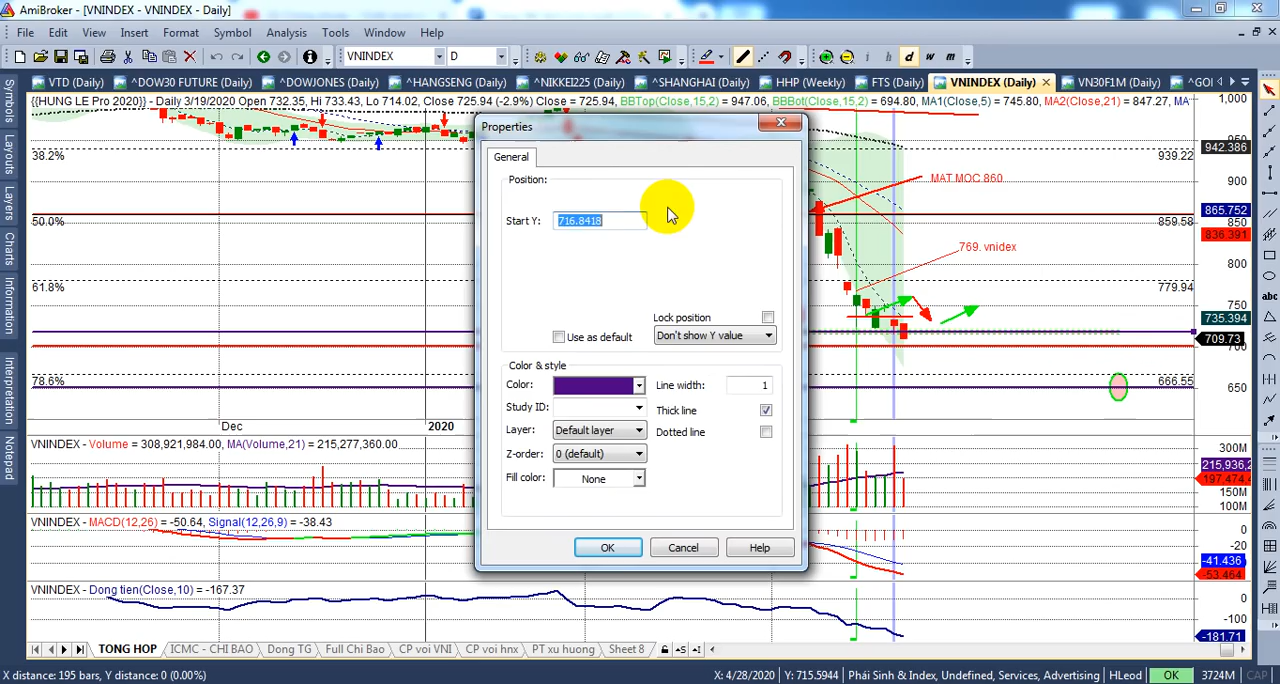 AmiBroker - [VNINDEX - VNINDEX - Daily]
File Edit View Insert Format Symbol Analysis Tools Window Help
VNINDEX D i h d w m
VTD (Daily) ^DOW30 FUTURE (Daily) ^DOWJONES (Daily) ^HANGSENG (Daily) ^NIKKEI225 (Daily) ^SHANGHAI (Daily) HHP (Weekly) FTS (Daily) VNINDEX (Daily) VN30F1M (Daily) ^GOI
{{HUNG LE Pro 2020}} - Daily 3/19/2020 Open 732.35, Hi 733.43, Lo 714.02, Close 725.94 (-2.9%) Close = 725.94, BBTop(Close,15,2) = 947.06, BBBot(Close,15,2) = 694.80, MA1(Close,5) = 745.80, MA2(Close,21) = 847.27, MA
Symbols
Layouts
Layers
Charts
Information
Interpretation
Notepad
38.2%
50.0%
61.8%
78.6%
Properties
General
Position:
Start Y: 716.8418
Lock position
Use as default Don't show Y value
Color & style
Color: Line width: 1
Study ID: Thick line
Layer: Default layer Dotted line
Z-order: 0 (default)
Fill color: None
OK Cancel Help
MAT MOC 860
769. vnidex
939.22
859.58
779.94
666.55
1,000
942.386
900
865.752
850
836.391
800
750
735.394
709.73
700
650
abc
Dec 2020
VNINDEX - Volume = 308,921,984.00, MA(Volume,21) = 215,277,360.00
300M
215,936,2
197,474,4
150M
100M
VNINDEX - MACD(12,26) = -50.64, Signal(12,26,9) = -38.43
0
-20
-41.436
-53.464
VNINDEX - Dong tien(Close,10) = -167.37
0
-100
-181.71
TONG HOP ICMC - CHI BAO Dong TG Full Chi Bao CP voi VNI CP voi hnx PT xu huong Sheet 8
X distance: 195 bars, Y distance: 0 (0.00%) X: 4/28/2020 Y: 715.5944 Phái Sinh & Index, Undefined, Services, Advertising HLeod OK 3724M CAP